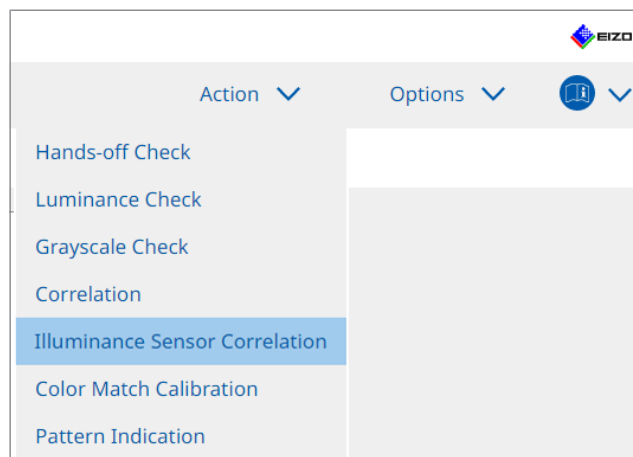 EIZO
Action
Options
Hands-off Check
Luminance Check
Grayscale Check
Correlation
Illuminance Sensor Correlation
Color Match Calibration
Pattern Indication